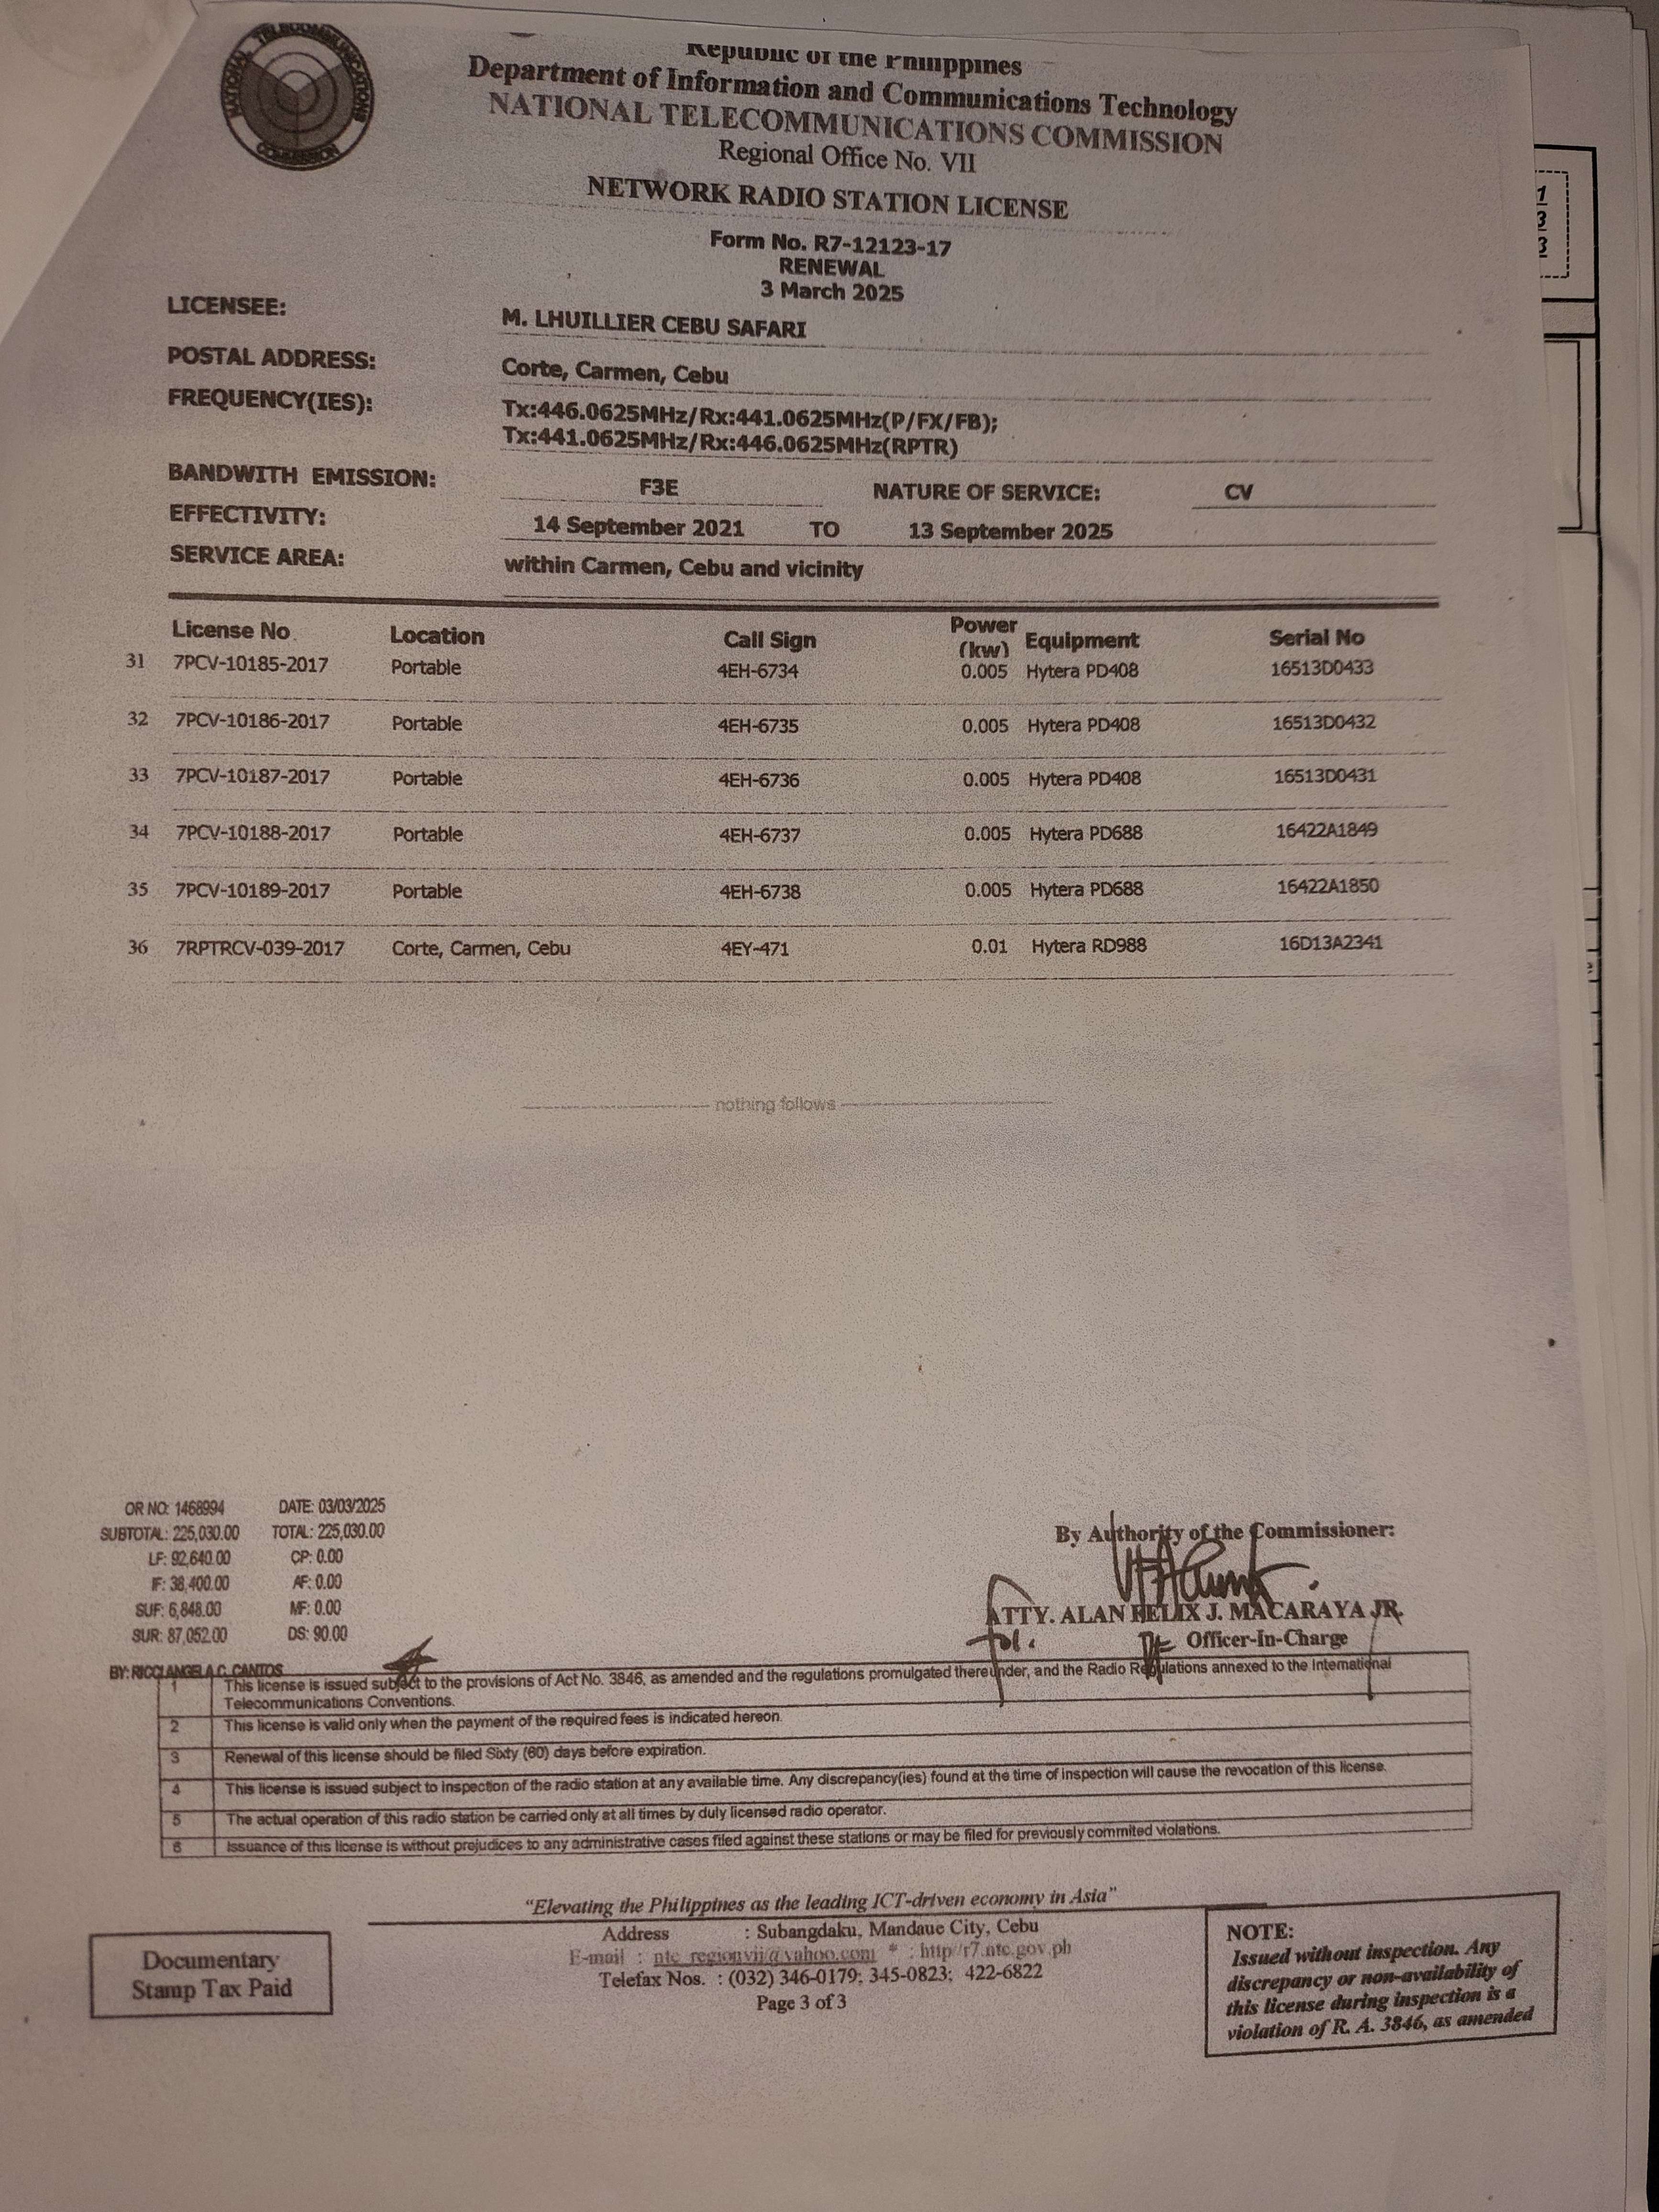 NATIONAL TELECOMMUNICATIONS COMMISSION
Republic of the Philippines
Department of Information and Communications Technology
NATIONAL TELECOMMUNICATIONS COMMISSION
Regional Office No. VII
NETWORK RADIO STATION LICENSE
Form No. R7-12123-17
RENEWAL
3 March 2025
LICENSEE: M. LHUILLIER CEBU SAFARI
POSTAL ADDRESS: Corte, Carmen, Cebu
FREQUENCY(IES): Tx:446.0625MHz/Rx:441.0625MHz(P/FX/FB);
Tx:441.0625MHz/Rx:446.0625MHz(RPTR)
BANDWITH EMISSION: F3E NATURE OF SERVICE: CV
EFFECTIVITY: 14 September 2021 TO 13 September 2025
SERVICE AREA: within Carmen, Cebu and vicinity
License No. Location Call Sign Power (kw) Equipment Serial No
31 7PCV-10185-2017 Portable 4EH-6734 0.005 Hytera PD408 16513D0433
32 7PCV-10186-2017 Portable 4EH-6735 0.005 Hytera PD408 16513D0432
33 7PCV-10187-2017 Portable 4EH-6736 0.005 Hytera PD408 16513D0431
34 7PCV-10188-2017 Portable 4EH-6737 0.005 Hytera PD688 16422A1849
35 7PCV-10189-2017 Portable 4EH-6738 0.005 Hytera PD688 16422A1850
36 7RPTRCV-039-2017 Corte, Carmen, Cebu 4EY-471 0.01 Hytera RD988 16D13A2341
nothing follows
OR NO: 1468994 DATE: 03/03/2025
SUBTOTAL: 225,030.00 TOTAL: 225,030.00
LF: 92,640.00 CP: 0.00
IF: 38,400.00 AF: 0.00
SUF: 6,848.00 MF: 0.00
SUR: 87,052.00 DS: 90.00
BY: RICCI ANGELA C. CANTOS
By Authority of the Commissioner:
ATTY. ALAN FELIX J. MACARAYA JR.
for. Officer-In-Charge
1 This license is issued subject to the provisions of Act No. 3846, as amended and the regulations promulgated thereunder, and the Radio Regulations annexed to the International
Telecommunications Conventions.
2 This license is valid only when the payment of the required fees is indicated hereon.
3 Renewal of this license should be filed Sixty (60) days before expiration.
4 This license is issued subject to inspection of the radio station at any available time. Any discrepancy(ies) found at the time of inspection will cause the revocation of this license.
5 The actual operation of this radio station be carried only at all times by duly licensed radio operator.
6 Issuance of this license is without prejudices to any administrative cases filed against these stations or may be filed for previously commited violations.
"Elevating the Philippines as the leading ICT-driven economy in Asia"
Address : Subangdaku, Mandaue City, Cebu
E-mail : ntc_regionvii@yahoo.com * : http//r7.ntc.gov.ph
Telefax Nos. : (032) 346-0179; 345-0823; 422-6822
Page 3 of 3
Documentary
Stamp Tax Paid
NOTE:
Issued without inspection. Any
discrepancy or non-availability of
this license during inspection is a
violation of R. A. 3846, as amended
1
3
3